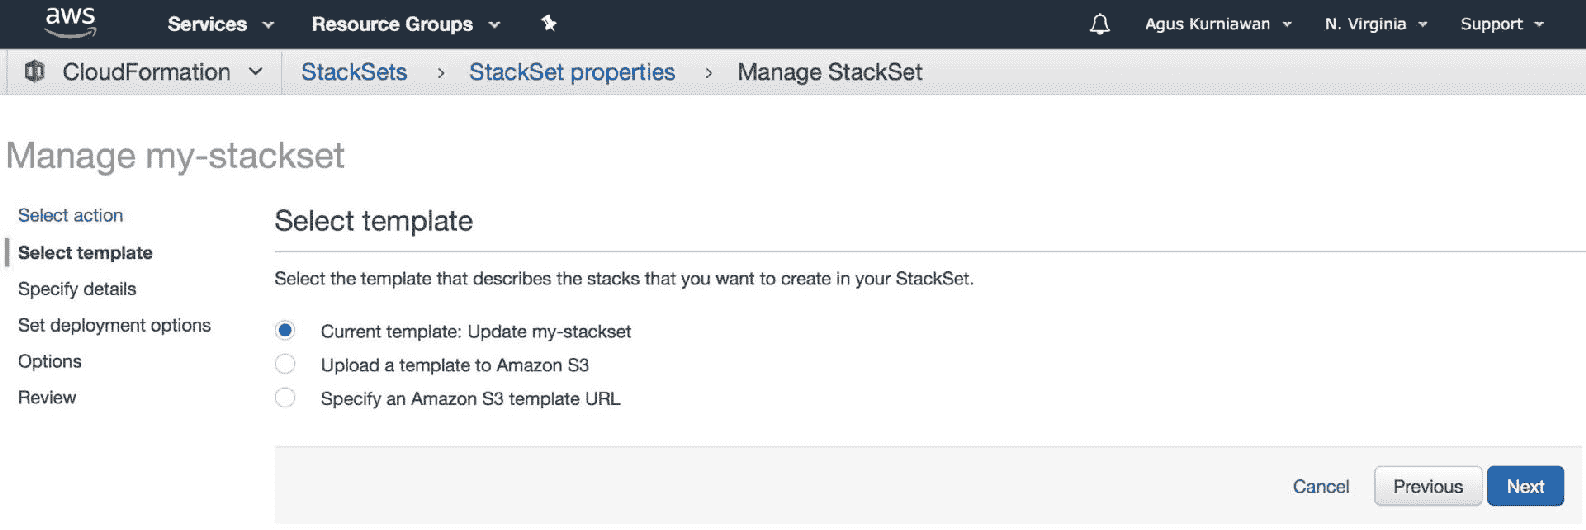 aws Services Resource Groups Agus Kurniawan N. Virginia Support
CloudFormation StackSets > StackSet properties > Manage StackSet
Manage my-stackset
Select action
Select template
Specify details
Set deployment options
Options
Review
Select template
Select the template that describes the stacks that you want to create in your StackSet.
Current template: Update my-stackset
Upload a template to Amazon S3
Specify an Amazon S3 template URL
Cancel Previous Next